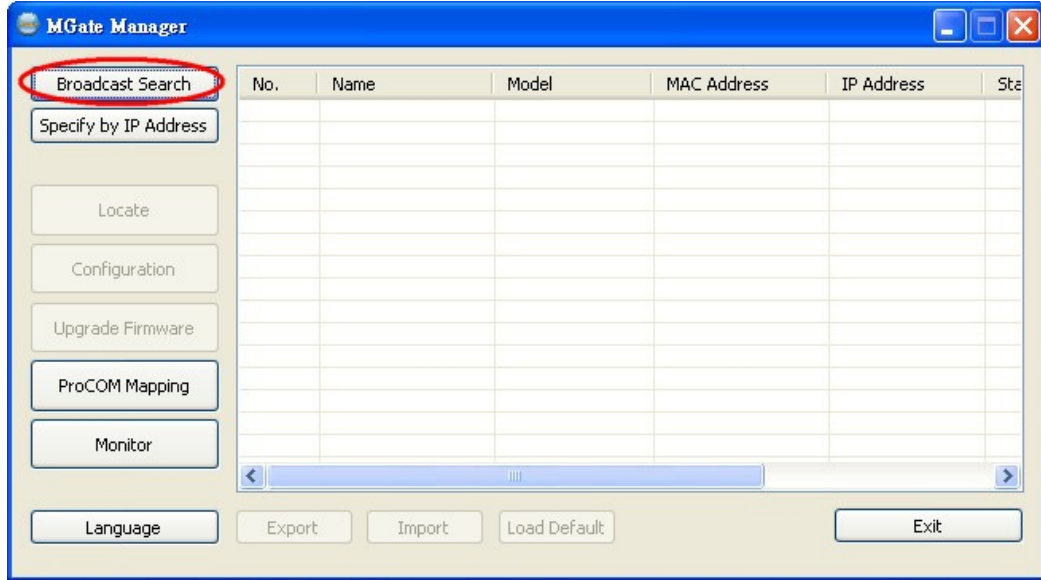 MGate Manager
Broadcast Search
No. Name Model MAC Address IP Address Sta
Specify by IP Address
Locate
Configuration
Upgrade Firmware
ProCOM Mapping
Monitor
Language Export Import Load Default Exit